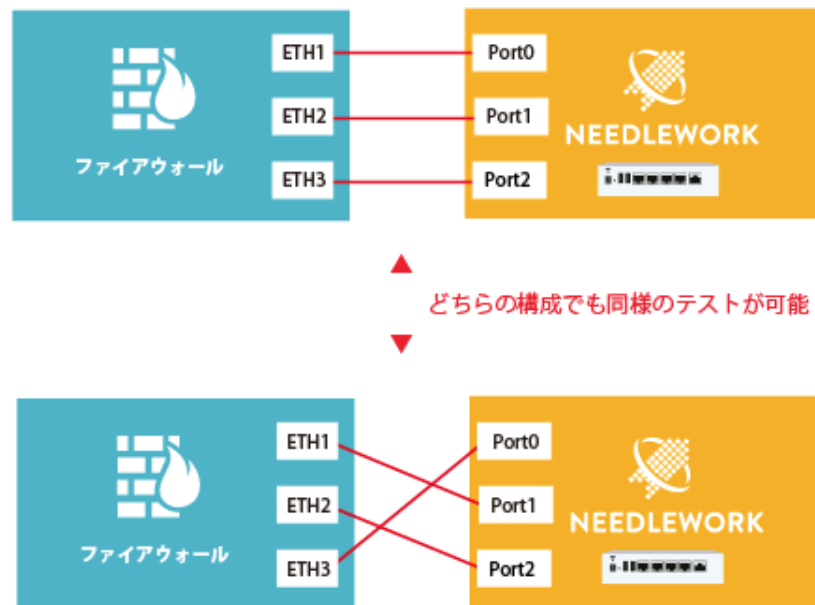 ETH1 Port0
ETH2 Port1
ファイアウォール NEEDLEWORK
ETH3 Port2
どちらの構成でも同様のテストが可能
ETH1 Port0
ETH2 Port1
ファイアウォール NEEDLEWORK
ETH3 Port2